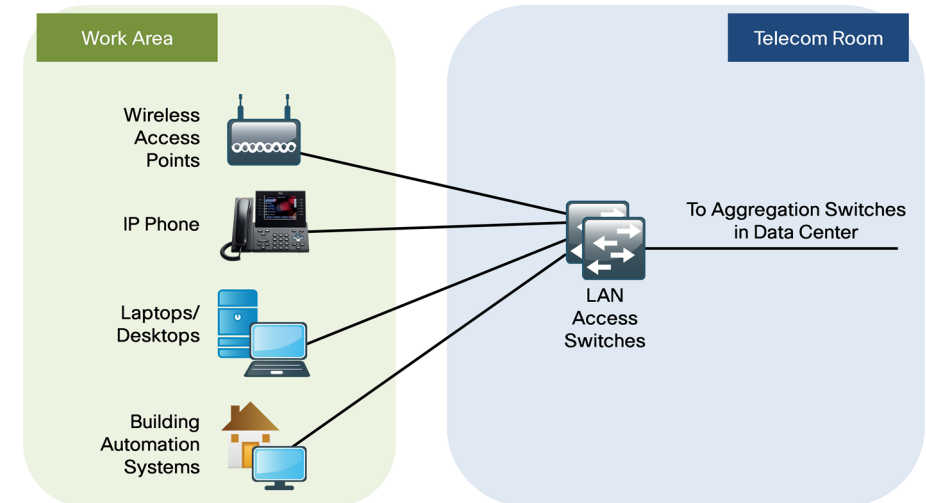 Work Area
Telecom Room
Wireless
Access
Points
IP Phone
To Aggregation Switches
in Data Center
LAN
Access
Switches
Laptops/
Desktops
Building
Automation
Systems